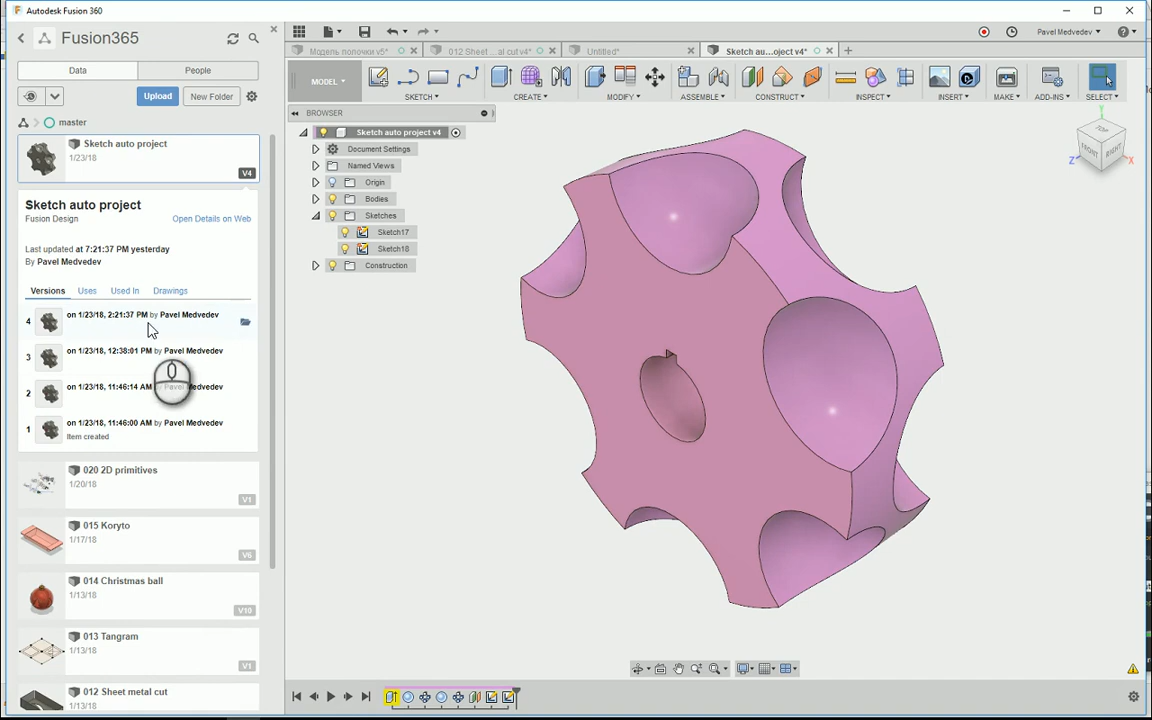 Autodesk Fusion 360
Fusion365
Pavel Medvedev
Модель полочки v5*
012 Sheet ...al cut v4*
Untitled*
Sketch au...oject v4*
Data
People
MODEL
SKETCH
CREATE
MODIFY
ASSEMBLE
CONSTRUCT
INSPECT
INSERT
MAKE
ADD-INS
SELECT
Upload
New Folder
BROWSER
master
Sketch auto project v4
Document Settings
Named Views
Origin
Bodies
Sketches
Sketch17
Sketch18
Construction
TOP
FRONT
RIGHT
Y
Z
X
Sketch auto project
1/23/18
V4
Sketch auto project
Fusion Design
Open Details on Web
Last updated at 7:21:37 PM yesterday
By Pavel Medvedev
Versions
Uses
Used In
Drawings
4
on 1/23/18, 2:21:37 PM by Pavel Medvedev
3
on 1/23/18, 12:38:01 PM by Pavel Medvedev
2
on 1/23/18, 11:46:14 AM by Pavel Medvedev
1
on 1/23/18, 11:46:00 AM by Pavel Medvedev
Item created
020 2D primitives
1/20/18
V1
015 Koryto
1/17/18
V6
014 Christmas ball
1/13/18
V10
013 Tangram
1/13/18
V1
012 Sheet metal cut
1/13/18